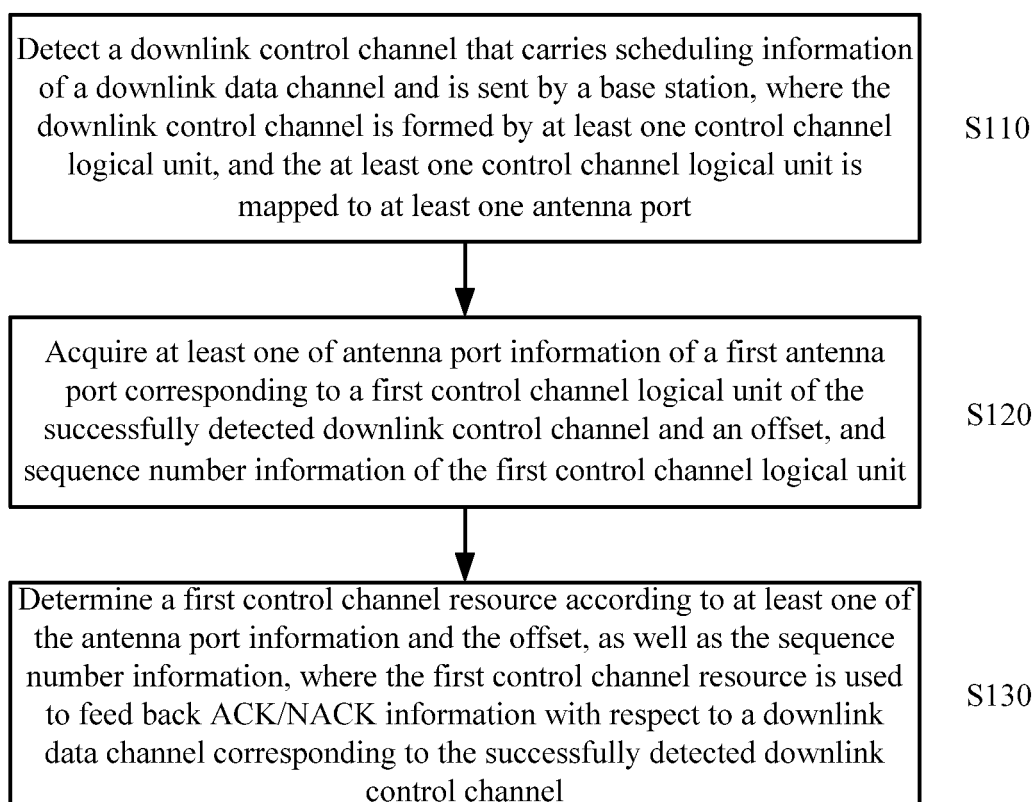 Detect a downlink control channel that carries scheduling information
of a downlink data channel and is sent by a base station, where the
downlink control channel is formed by at least one control channel
logical unit, and the at least one control channel logical unit is
mapped to at least one antenna port
S110
Acquire at least one of antenna port information of a first antenna
port corresponding to a first control channel logical unit of the
successfully detected downlink control channel and an offset, and
sequence number information of the first control channel logical unit
S120
Determine a first control channel resource according to at least one of
the antenna port information and the offset, as well as the sequence
number information, where the first control channel resource is used
to feed back ACK/NACK information with respect to a downlink
data channel corresponding to the successfully detected downlink
control channel
S130